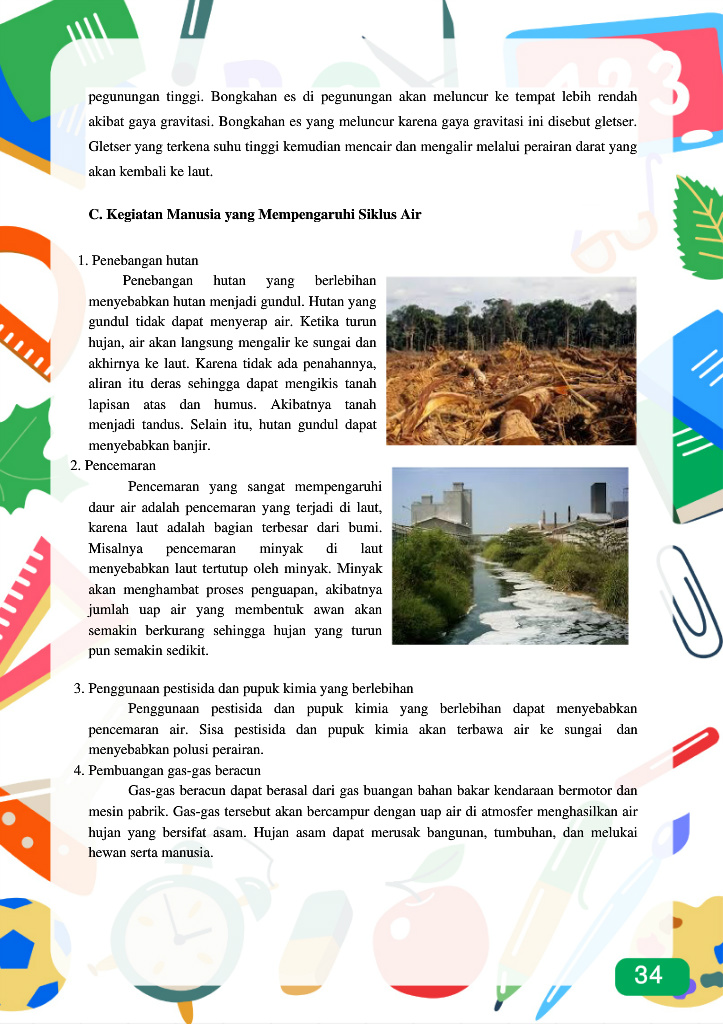 123
pegunungan tinggi. Bongkahan es di pegunungan akan meluncur ke tempat lebih rendah
akibat gaya gravitasi. Bongkahan es yang meluncur karena gaya gravitasi ini disebut gletser.
Gletser yang terkena suhu tinggi kemudian mencair dan mengalir melalui perairan darat yang
akan kembali ke laut.
C. Kegiatan Manusia yang Mempengaruhi Siklus Air
1. Penebangan hutan
Penebangan hutan yang berlebihan
menyebabkan hutan menjadi gundul. Hutan yang
gundul tidak dapat menyerap air. Ketika turun
hujan, air akan langsung mengalir ke sungai dan
akhirnya ke laut. Karena tidak ada penahannya,
aliran itu deras sehingga dapat mengikis tanah
lapisan atas dan humus. Akibatnya tanah
menjadi tandus. Selain itu, hutan gundul dapat
menyebabkan banjir.
2. Pencemaran
Pencemaran yang sangat mempengaruhi
daur air adalah pencemaran yang terjadi di laut,
karena laut adalah bagian terbesar dari bumi.
Misalnya pencemaran minyak di laut
menyebabkan laut tertutup oleh minyak. Minyak
akan menghambat proses penguapan, akibatnya
jumlah uap air yang membentuk awan akan
semakin berkurang sehingga hujan yang turun
pun semakin sedikit.
3. Penggunaan pestisida dan pupuk kimia yang berlebihan
Penggunaan pestisida dan pupuk kimia yang berlebihan dapat menyebabkan
pencemaran air. Sisa pestisida dan pupuk kimia akan terbawa air ke sungai dan
menyebabkan polusi perairan.
4. Pembuangan gas-gas beracun
Gas-gas beracun dapat berasal dari gas buangan bahan bakar kendaraan bermotor dan
mesin pabrik. Gas-gas tersebut akan bercampur dengan uap air di atmosfer menghasilkan air
hujan yang bersifat asam. Hujan asam dapat merusak bangunan, tumbuhan, dan melukai
hewan serta manusia.
34